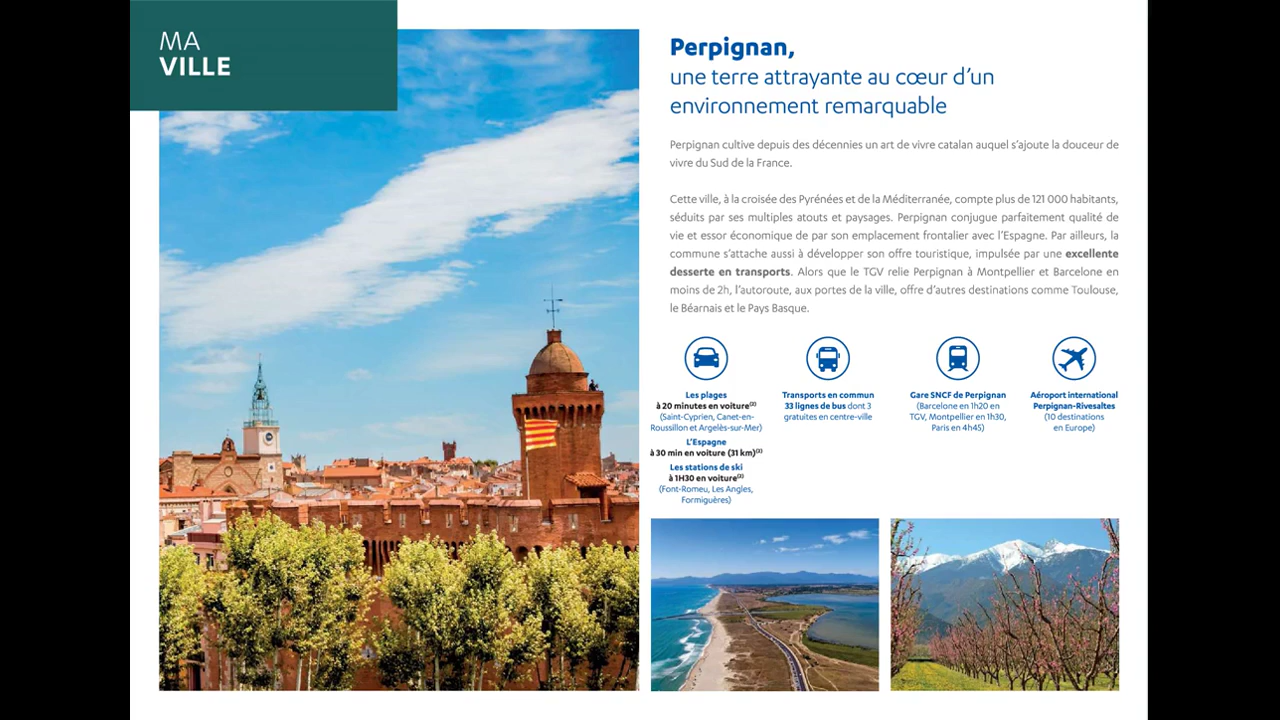 MA
VILLE
Perpignan,
une terre attrayante au cœur d’un
environnement remarquable
Perpignan cultive depuis des décennies un art de vivre catalan auquel s’ajoute la douceur de
vivre du Sud de la France.
Cette ville, à la croisée des Pyrénées et de la Méditerranée, compte plus de 121 000 habitants,
séduits par ses multiples atouts et paysages. Perpignan conjugue parfaitement qualité de
vie et essor économique de par son emplacement frontalier avec l’Espagne. Par ailleurs, la
commune s’attache aussi à développer son offre touristique, impulsée par une excellente
desserte en transports. Alors que le TGV relie Perpignan à Montpellier et Barcelone en
moins de 2h, l’autoroute, aux portes de la ville, offre d’autres destinations comme Toulouse,
le Béarnais et le Pays Basque.
Les plages
à 20 minutes en voiture(2)
(Saint-Cyprien, Canet-en-
Roussillon et Argelès-sur-Mer)
L’Espagne
à 30 min en voiture (31 km)(2)
Les stations de ski
à 1H30 en voiture(2)
(Font-Romeu, Les Angles,
Formiguères)
Transports en commun
33 lignes de bus dont 3
gratuites en centre-ville
Gare SNCF de Perpignan
(Barcelone en 1h20 en
TGV, Montpellier en 1h30,
Paris en 4h45)
Aéroport international
Perpignan-Rivesaltes
(10 destinations
en Europe)